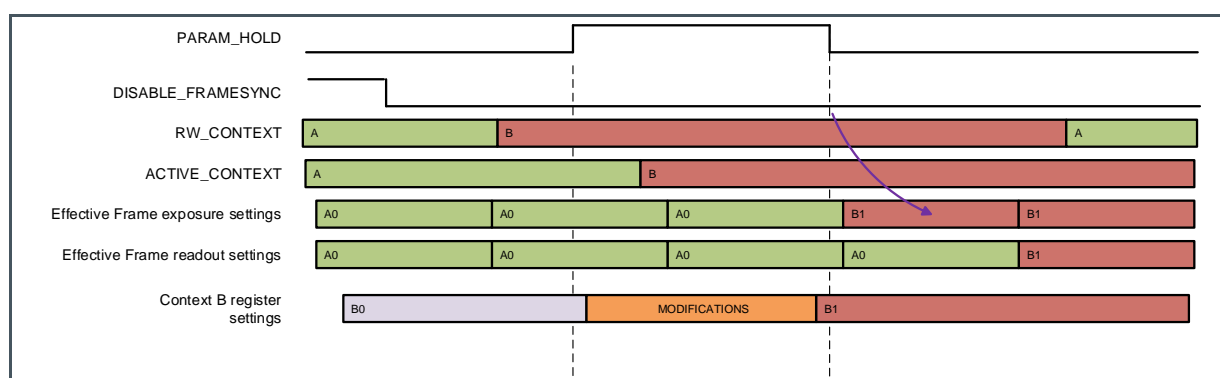 PARAM_HOLD
DISABLE_FRAMESYNC
RW_CONTEXT
A
B
A
ACTIVE_CONTEXT
A
B
Effective Frame exposure settings
A0
A0
A0
B1
B1
Effective Frame readout settings
A0
A0
A0
A0
B1
Context B register
settings
B0
MODIFICATIONS
B1